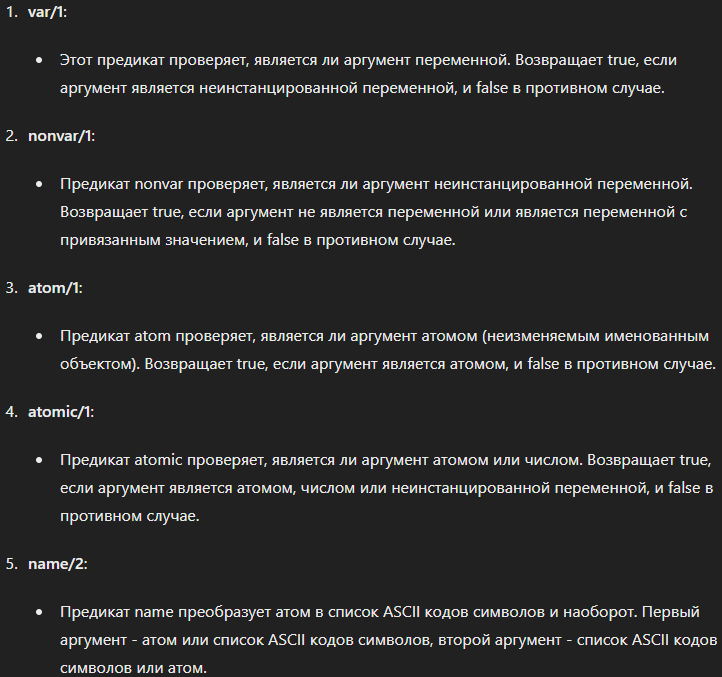 1. var/1:
• Этот предикат проверяет, является ли аргумент переменной. Возвращает true, если
аргумент является неинстанцированной переменной, и false в противном случае.
2. nonvar/1:
• Предикат nonvar проверяет, является ли аргумент неинстанцированной переменной.
Возвращает true, если аргумент не является переменной или является переменной с
привязанным значением, и false в противном случае.
3. atom/1:
• Предикат atom проверяет, является ли аргумент атомом (неизменяемым именованным
объектом). Возвращает true, если аргумент является атомом, и false в противном случае.
4. atomic/1:
• Предикат atomic проверяет, является ли аргумент атомом или числом. Возвращает true,
если аргумент является атомом, числом или неинстанцированной переменной, и false в
противном случае.
5. name/2:
• Предикат name преобразует атом в список ASCII кодов символов и наоборот. Первый
аргумент - атом или список ASCII кодов символов, второй аргумент - список ASCII кодов
символов или атом.